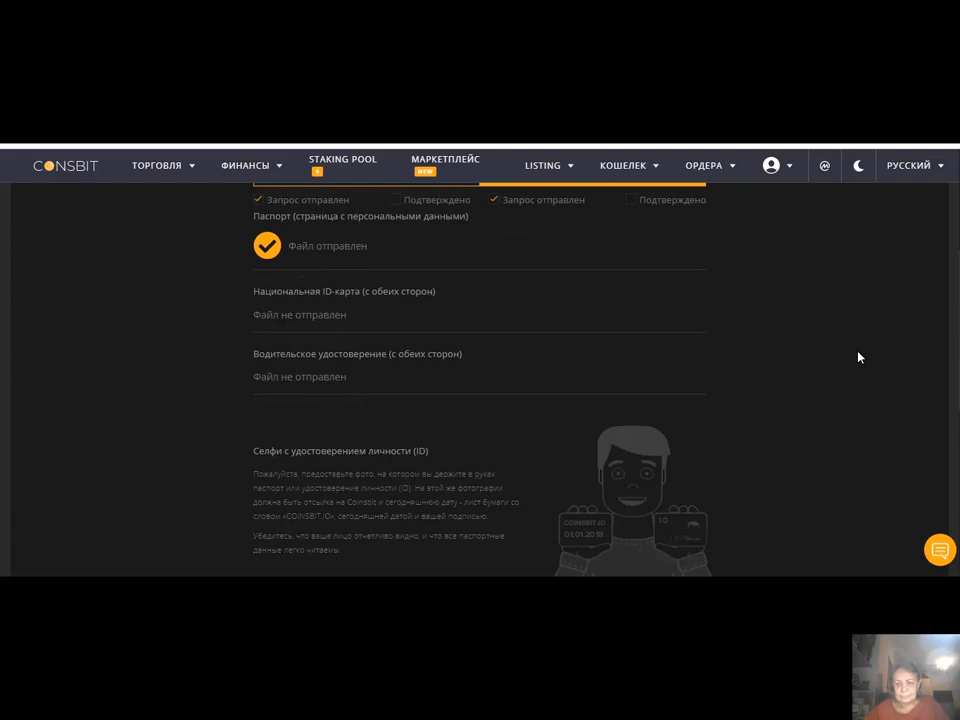 COINSBIT
ТОРГОВЛЯ
ФИНАНСЫ
STAKING POOL
МАРКЕТПЛЕЙС
NEW
LISTING
КОШЕЛЕК
ОРДЕРА
РУССКИЙ
Запрос отправлен
Подтверждено
Запрос отправлен
Подтверждено
Паспорт (страница с персональными данными)
Файл отправлен
Национальная ID-карта (с обеих сторон)
Файл не отправлен
Водительское удостоверение (с обеих сторон)
Файл не отправлен
Селфи с удостоверением личности (ID)
Пожалуйста, предоставьте фото, на котором вы держите в руках
паспорт или удостоверение личности (ID). На этой же фотографии
должна быть отсылка на Coinsbit и сегодняшнюю дату - лист бумаги со
словом «COINSBIT.IO», сегодняшней датой и вашей подписью.
Убедитесь, что ваше лицо отчетливо видно, и что все паспортные
данные легко читаемы.
COINSBIT.IO
01.01.2018
ID